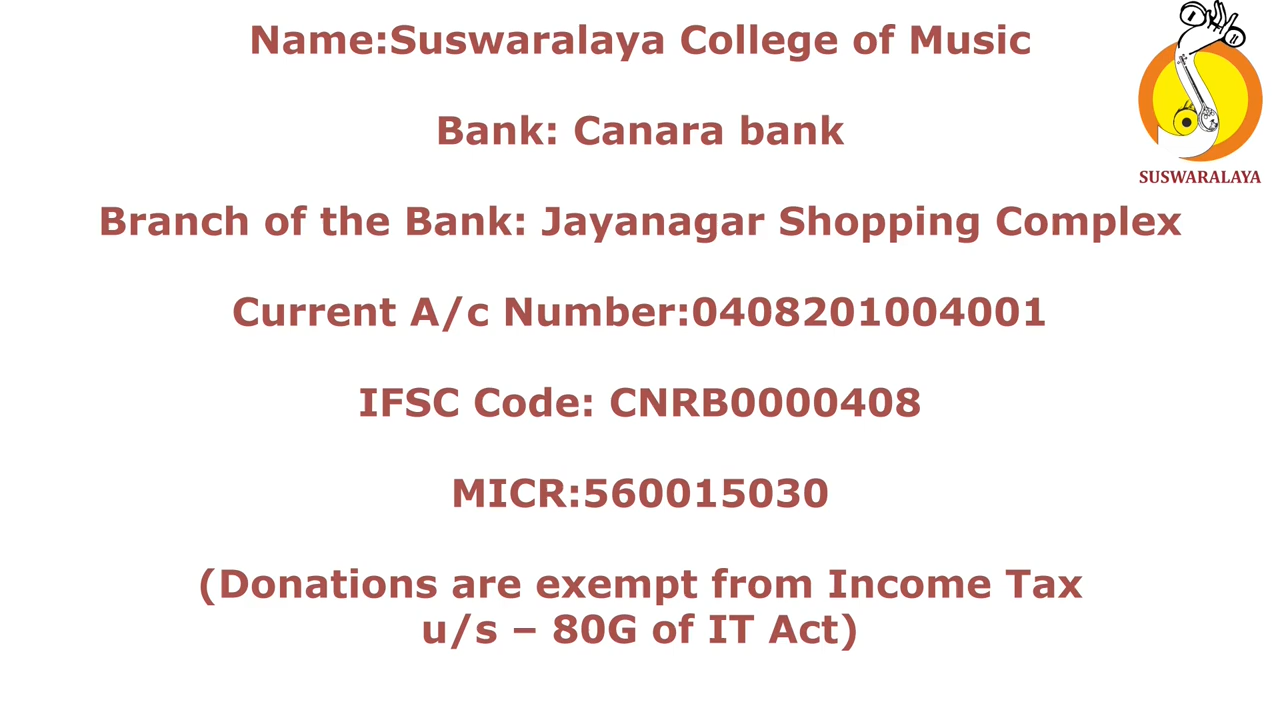 Name:Suswaralaya College of Music
SUSWARALAYA
Bank: Canara bank
Branch of the Bank: Jayanagar Shopping Complex
Current A/c Number:0408201004001
IFSC Code: CNRB0000408
MICR:560015030
(Donations are exempt from Income Tax
u/s – 80G of IT Act)